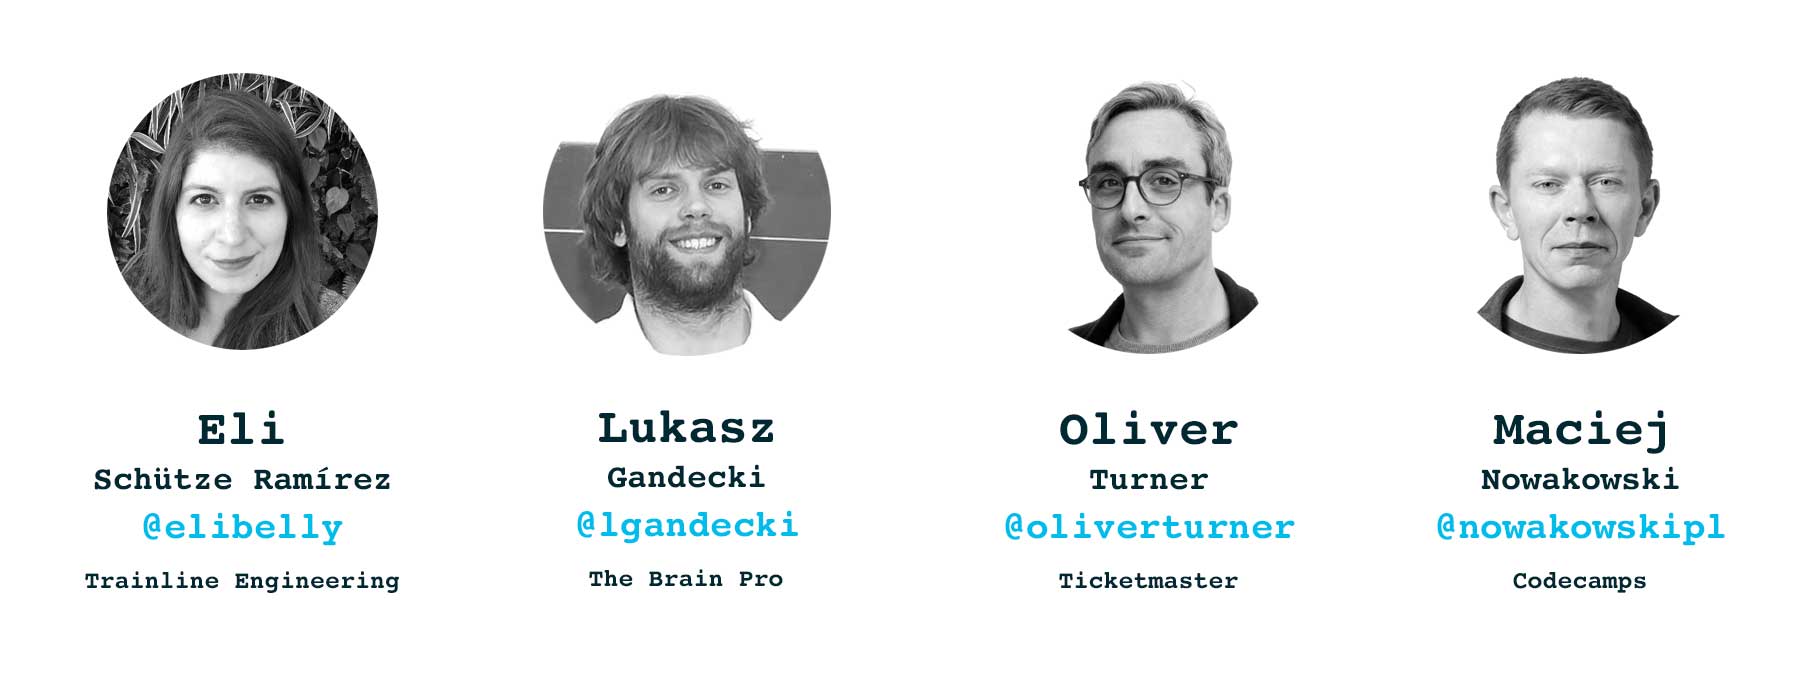 Eli
Schütze Ramírez
@elibelly
Trainline Engineering
Lukasz
Gandecki
@lgandecki
The Brain Pro
Oliver
Turner
@oliverturner
Ticketmaster
Maciej
Nowakowski
@nowakowskipl
Codecamps